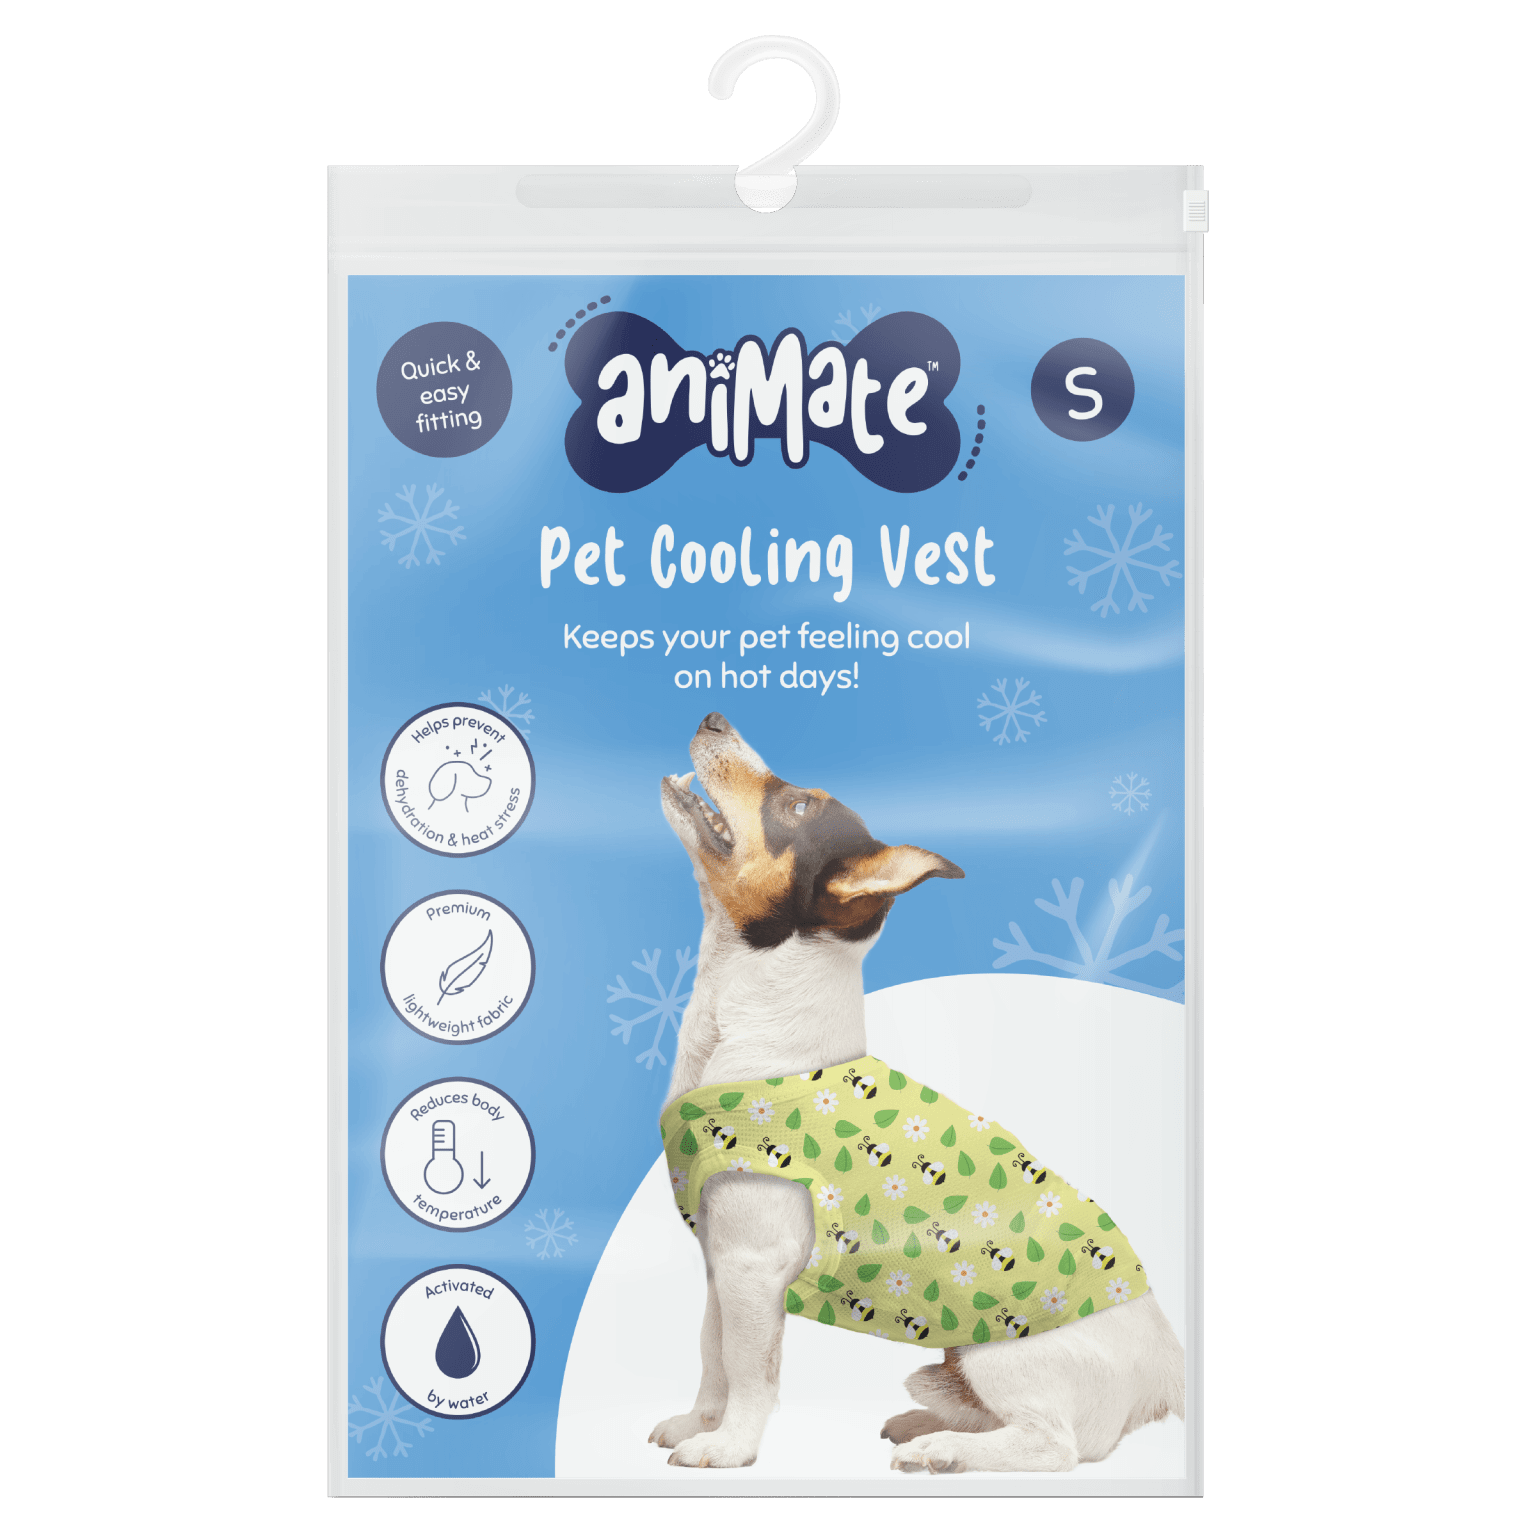 Quick &
easy
fitting
aniMate™
S
Pet Cooling Vest
Keeps your pet feeling cool
on hot days!
Helps prevent
dehydration & heat stress
Premium
lightweight fabric
Reduces body
temperature
Activated
by water